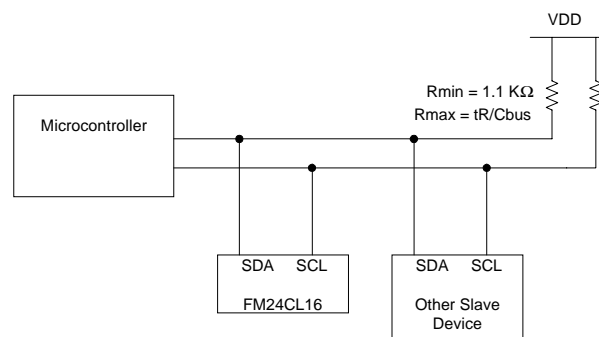 VDD
Rmin = 1.1 KΩ
Rmax = tR/Cbus
Microcontroller
SDA SCL
FM24CL16
SDA SCL
Other Slave
Device